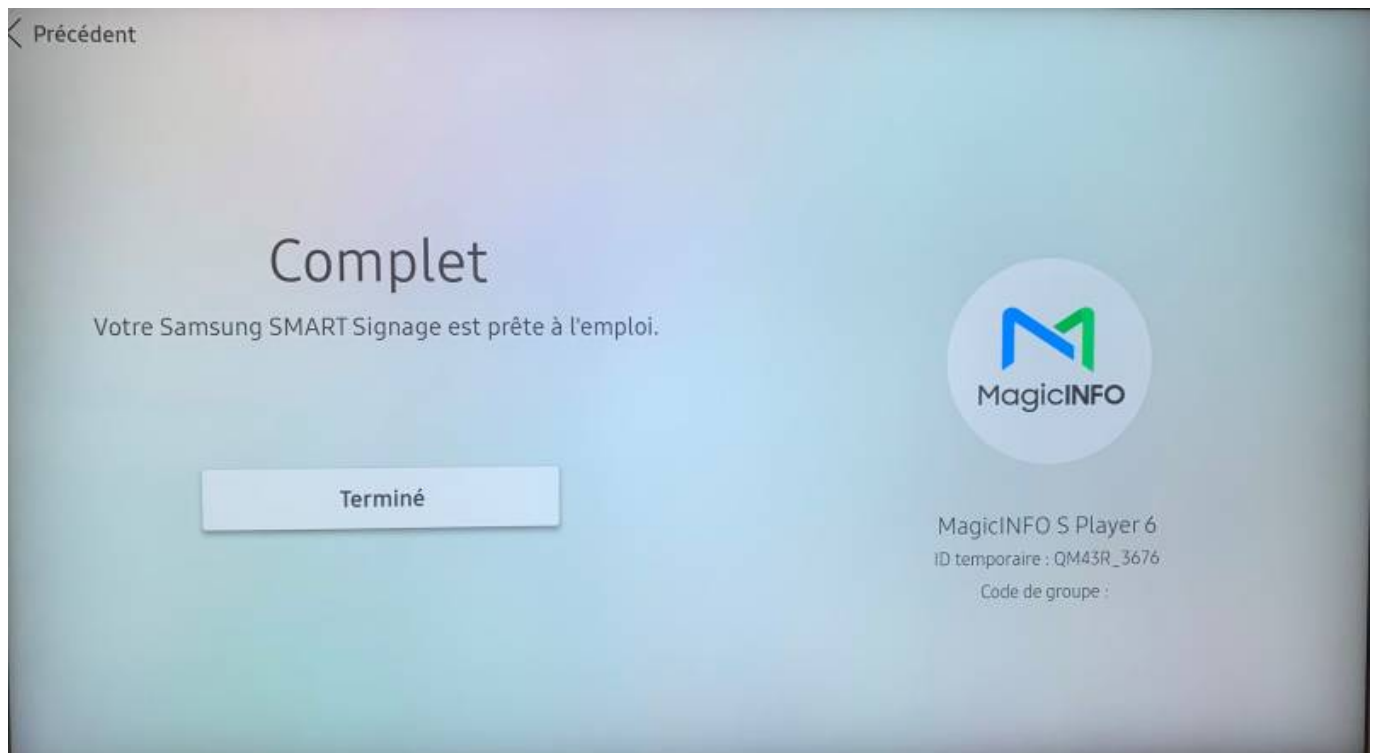 Précédent
Complet
Votre Samsung SMART Signage est prête à l'emploi.
Terminé
MagicINFO
MagicINFO S Player 6
ID temporaire : QM43R_3676
Code de groupe :